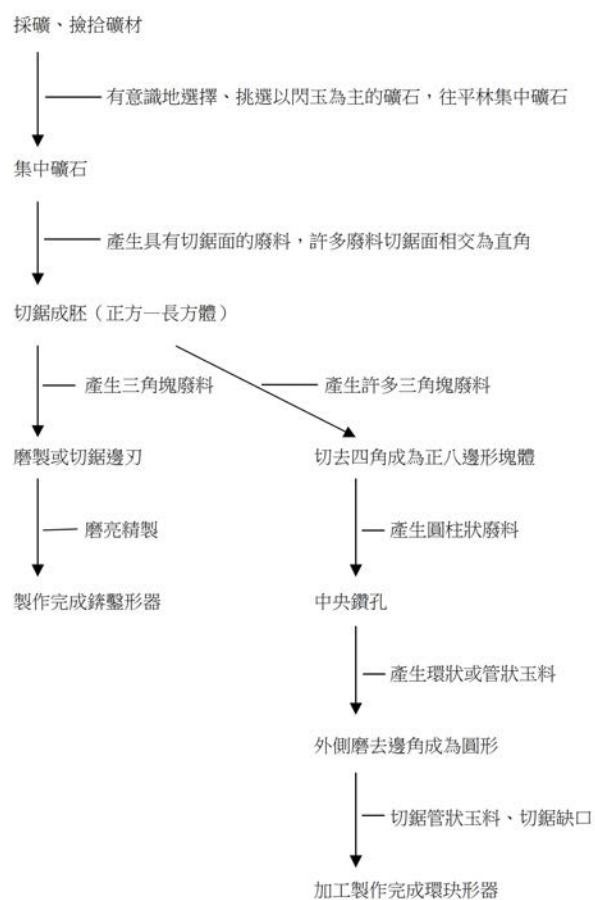 採礦、撿拾礦材
有意識地選擇、挑選以閃玉為主的礦石，往平林集中礦石
集中礦石
產生具有切鋸面的廢料，許多廢料切鋸面相交為直角
切鋸成胚（正方—長方體）
產生三角塊廢料
產生許多三角塊廢料
磨製或切鋸邊刃
切去四角成為正八邊形塊體
磨亮精製
產生圓柱狀廢料
製作完成錛鑿形器
中央鑽孔
產生環狀或管狀玉料
外側磨去邊角成為圓形
切鋸管狀玉料、切鋸缺口
加工製作完成環玦形器